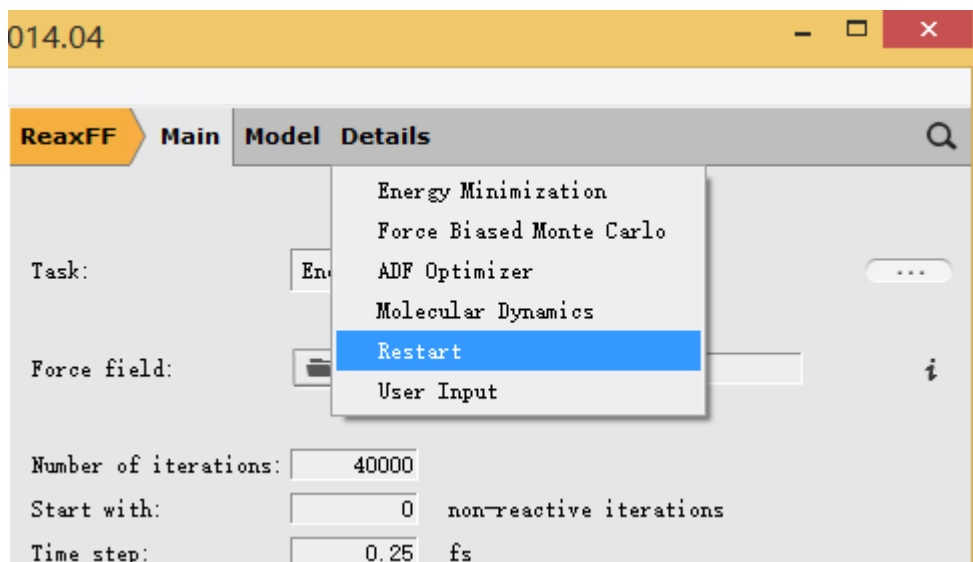 014.04
ReaxFF Main Model Details
Energy Minimization
Force Biased Monte Carlo
Task: En ADF Optimizer ...
Molecular Dynamics
Restart
Force field: i
User Input
Number of iterations: 40000
Start with: 0 non-reactive iterations
Time step: 0.25 fs